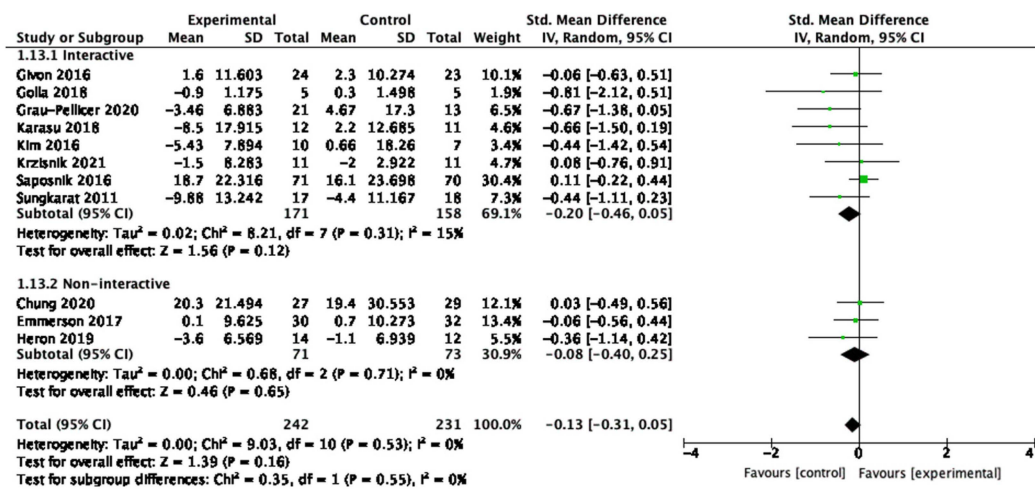 Experimental Control Std. Mean Difference Std. Mean Difference
Study or Subgroup Mean SD Total Mean SD Total Weight IV, Random, 95% CI IV, Random, 95% CI
1.13.1 Interactive
Givon 2016 1.6 11.603 24 2.3 10.274 23 10.1% −0.06 [−0.63, 0.51]
Golla 2018 −0.9 1.175 5 0.3 1.498 5 1.9% −0.81 [−2.12, 0.51]
Grau−Pellicer 2020 −3.46 6.883 21 4.67 17.3 13 6.5% −0.67 [−1.38, 0.05]
Karasu 2018 −8.5 17.915 12 2.2 12.685 11 4.6% −0.66 [−1.50, 0.19]
Kim 2016 −5.43 7.894 10 0.66 18.26 7 3.4% −0.44 [−1.42, 0.54]
Krzisnik 2021 −1.5 8.283 11 −2 2.922 11 4.7% 0.08 [−0.76, 0.91]
Saposnik 2016 18.7 22.316 71 16.1 23.698 70 30.4% 0.11 [−0.22, 0.44]
Sungkarat 2011 −9.88 13.242 17 −4.4 11.167 18 7.3% −0.44 [−1.11, 0.23]
Subtotal (95% CI) 171 158 69.1% −0.20 [−0.46, 0.05]
Heterogeneity: Tau² = 0.02; Chi² = 8.21, df = 7 (P = 0.31); I² = 15%
Test for overall effect: Z = 1.56 (P = 0.12)
1.13.2 Non−interactive
Chung 2020 20.3 21.494 27 19.4 30.553 29 12.1% 0.03 [−0.49, 0.56]
Emmerson 2017 0.1 9.625 30 0.7 10.273 32 13.4% −0.06 [−0.56, 0.44]
Heron 2019 −3.6 6.569 14 −1.1 6.939 12 5.5% −0.36 [−1.14, 0.42]
Subtotal (95% CI) 71 73 30.9% −0.08 [−0.40, 0.25]
Heterogeneity: Tau² = 0.00; Chi² = 0.68, df = 2 (P = 0.71); I² = 0%
Test for overall effect: Z = 0.46 (P = 0.65)
Total (95% CI) 242 231 100.0% −0.13 [−0.31, 0.05]
Heterogeneity: Tau² = 0.00; Chi² = 9.03, df = 10 (P = 0.53); I² = 0%
Test for overall effect: Z = 1.39 (P = 0.16)
Test for subgroup differences: Chi² = 0.35, df = 1 (P = 0.55), I² = 0%
−4 −2 0 2 4
Favours [control] Favours [experimental]